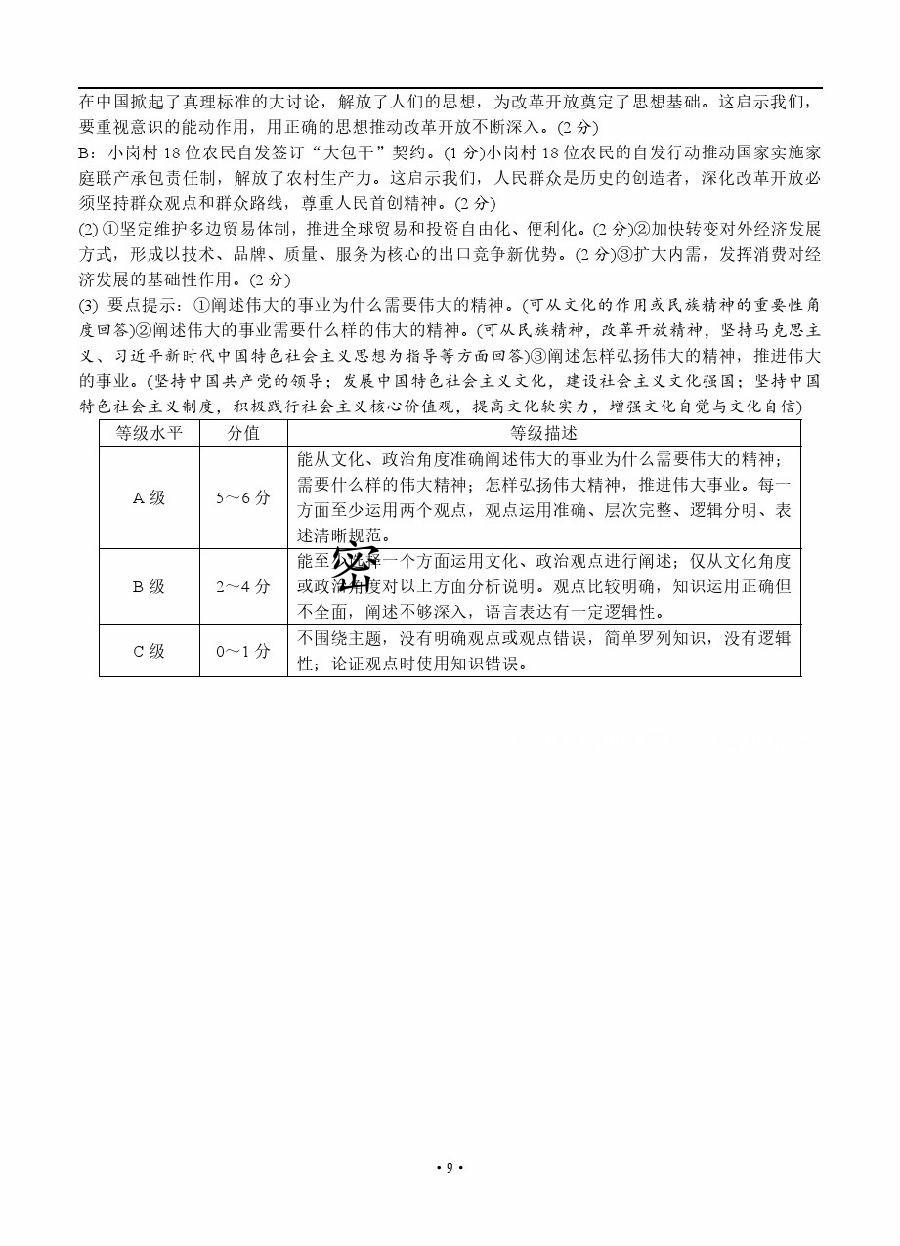 在中国掀起了真理标准的大讨论，解放了人们的思想，为改革开放奠定了思想基础。这启示我们，
要重视意识的能动作用，用正确的思想推动改革开放不断深入。(2分)
B：小岗村18位农民自发签订“大包干”契约。(1分)小岗村18位农民的自发行动推动国家实施家
庭联产承包责任制，解放了农村生产力。这启示我们，人民群众是历史的创造者，深化改革开放必
须坚持群众观点和群众路线，尊重人民首创精神。(2分)
(2) ①坚定维护多边贸易体制，推进全球贸易和投资自由化、便利化。(2分)②加快转变对外经济发展
方式，形成以技术、品牌、质量、服务为核心的出口竞争新优势。(2分)③扩大内需，发挥消费对经
济发展的基础性作用。(2分)
(3) 要点提示：①阐述伟大的事业为什么需要伟大的精神。(可从文化的作用或民族精神的重要性角
度回答)②阐述伟大的事业需要什么样的伟大的精神。(可从民族精神，改革开放精神，坚持马克思主
义、习近平新时代中国特色社会主义思想为指导等方面回答)③阐述怎样弘扬伟大的精神，推进伟大
的事业。(坚持中国共产党的领导；发展中国特色社会主义文化，建设社会主义文化强国；坚持中国
特色社会主义制度，积极践行社会主义核心价值观，提高文化软实力，增强文化自觉与文化自信)
等级水平 分值 等级描述
能从文化、政治角度准确阐述伟大的事业为什么需要伟大的精神；
需要什么样的伟大精神；怎样弘扬伟大精神，推进伟大事业。每一
A级 5～6分
方面至少运用两个观点，观点运用准确、层次完整、逻辑分明、表
述清晰规范。
能至少选择一个方面运用文化、政治观点进行阐述；仅从文化角度
B级 2～4分 或政治角度对以上方面分析说明。观点比较明确，知识运用正确但
不全面，阐述不够深入，语言表达有一定逻辑性。
密
不围绕主题，没有明确观点或观点错误，简单罗列知识，没有逻辑
C级 0～1分
性；论证观点时使用知识错误。
·9·